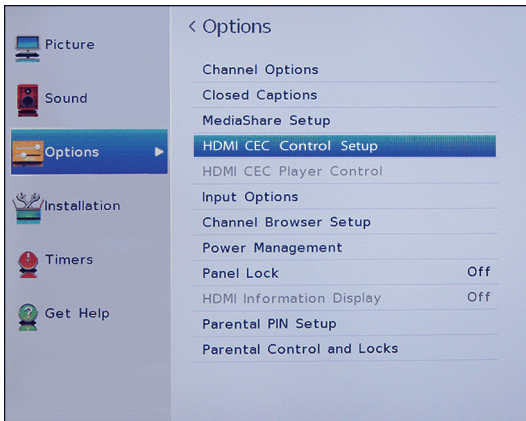 Picture
Sound
Options
Installation
Timers
Get Help
< Options
Channel Options
Closed Captions
MediaShare Setup
HDMI CEC Control Setup
HDMI CEC Player Control
Input Options
Channel Browser Setup
Power Management
Panel Lock Off
HDMI Information Display Off
Parental PIN Setup
Parental Control and Locks